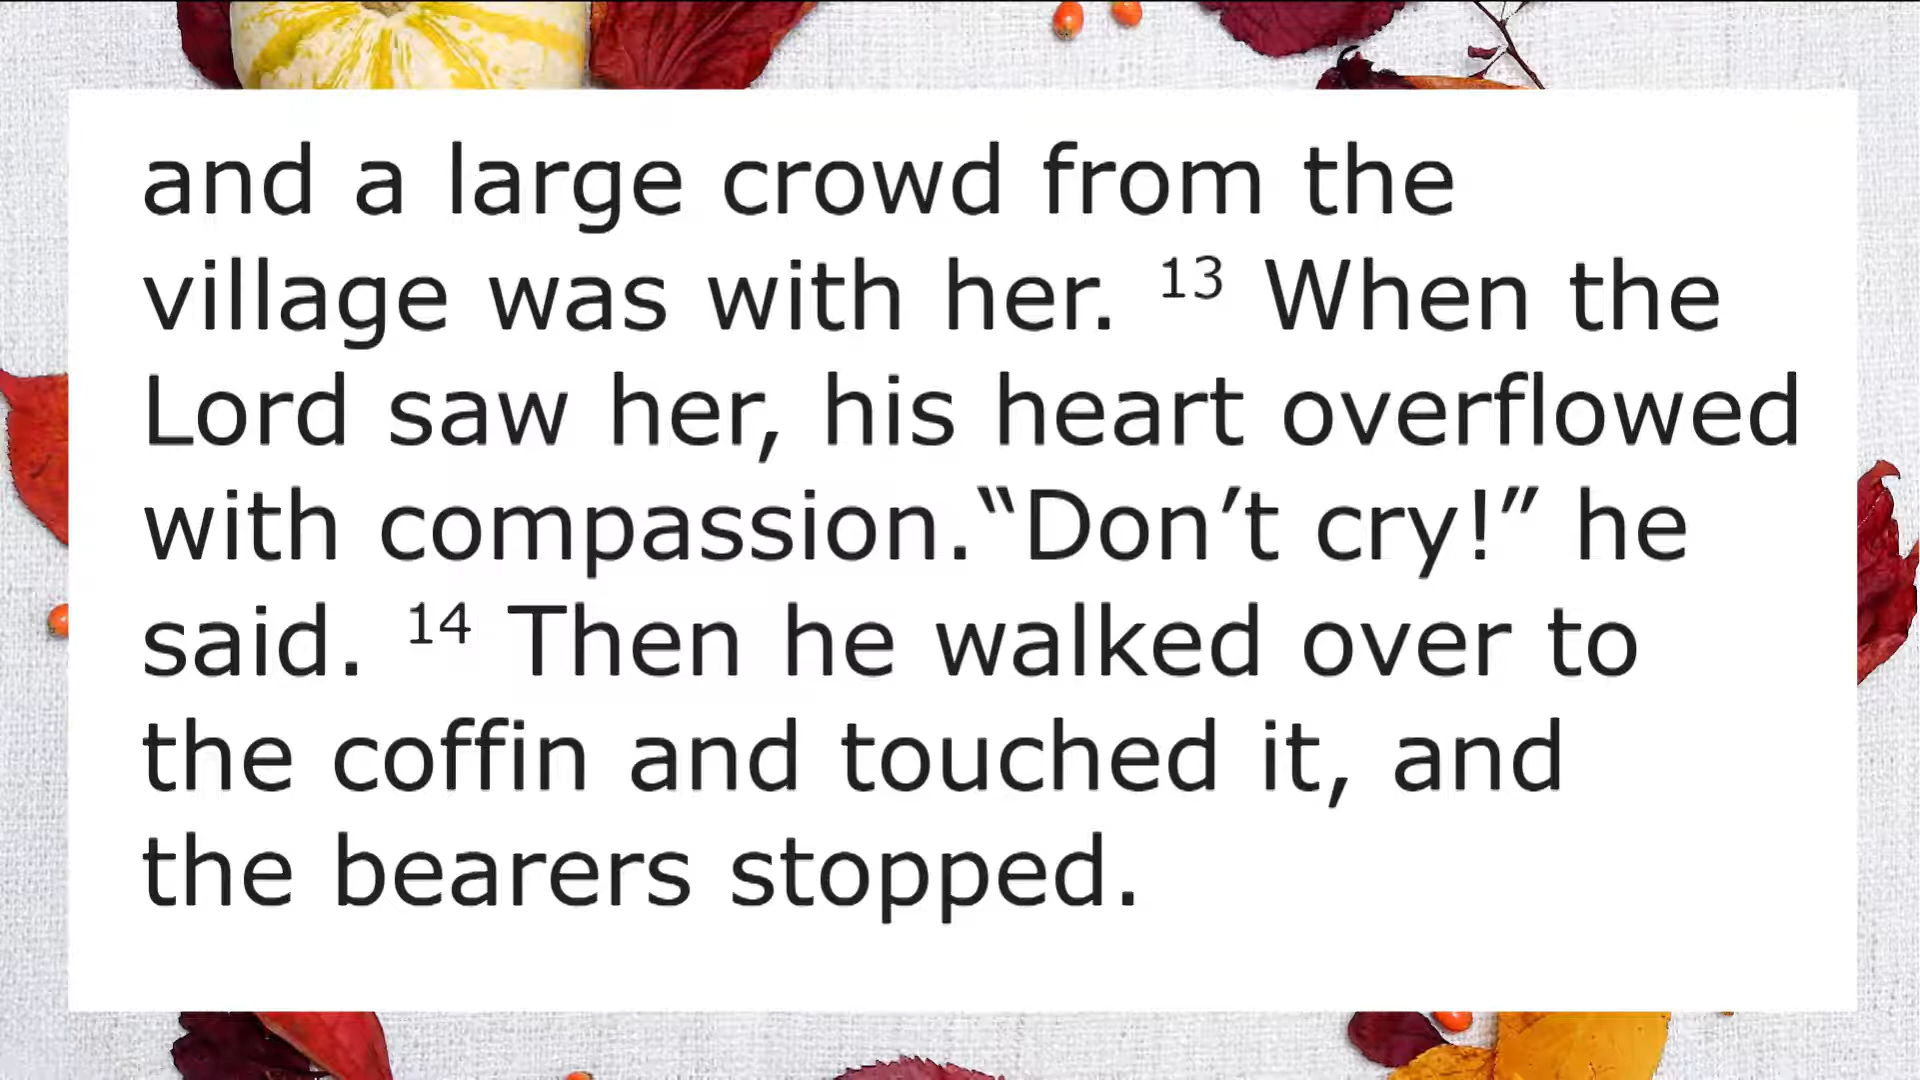 and a large crowd from the
village was with her. 13 When the
Lord saw her, his heart overflowed
with compassion.“Don’t cry!” he
said. 14 Then he walked over to
the coffin and touched it, and
the bearers stopped.